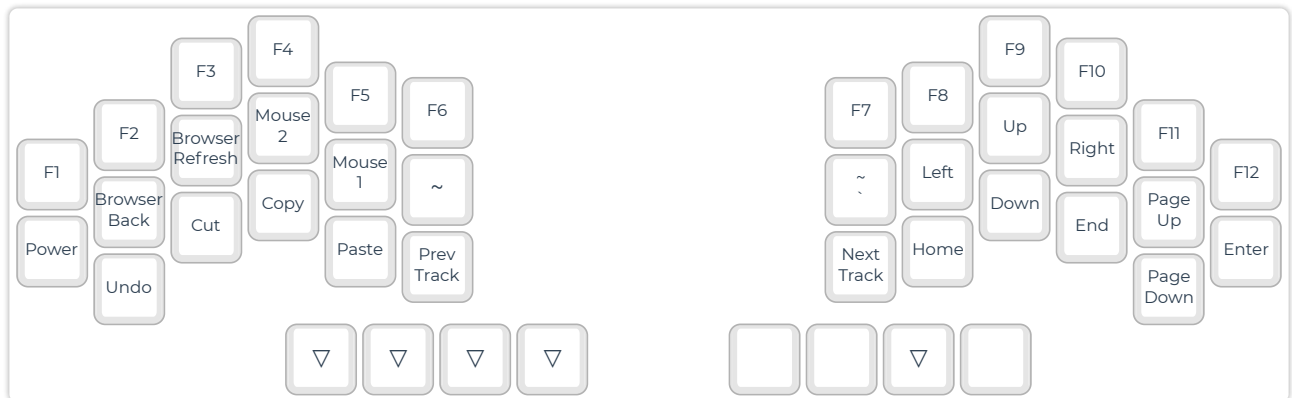 F4
F9
F3
F10
F5
F8
F6
F7
F2
F11
Mouse
2
Up
Browser
Refresh
Right
F1
Mouse
1
Left
F12
~
~
`
Browser
Back
Page
Up
Copy
Down
Cut
End
Power
Paste
Prev
Track
Next
Track
Home
Enter
Undo
Page
Down
▽
▽
▽
▽
▽